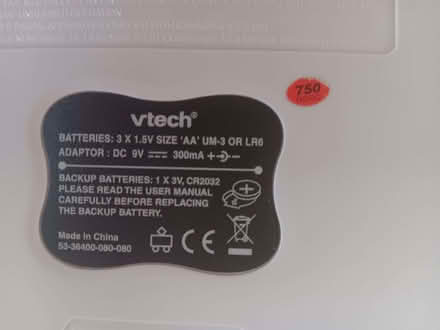 vtech®
BATTERIES: 3 X 1.5V SIZE 'AA' UM-3 OR LR6
ADAPTOR : DC 9V ⎓ 300mA
BACKUP BATTERIES: 1 X 3V, CR2032
PLEASE READ THE USER MANUAL
CAREFULLY BEFORE REPLACING
THE BACKUP BATTERY.
Made in China
53-36400-080-080
CE
750